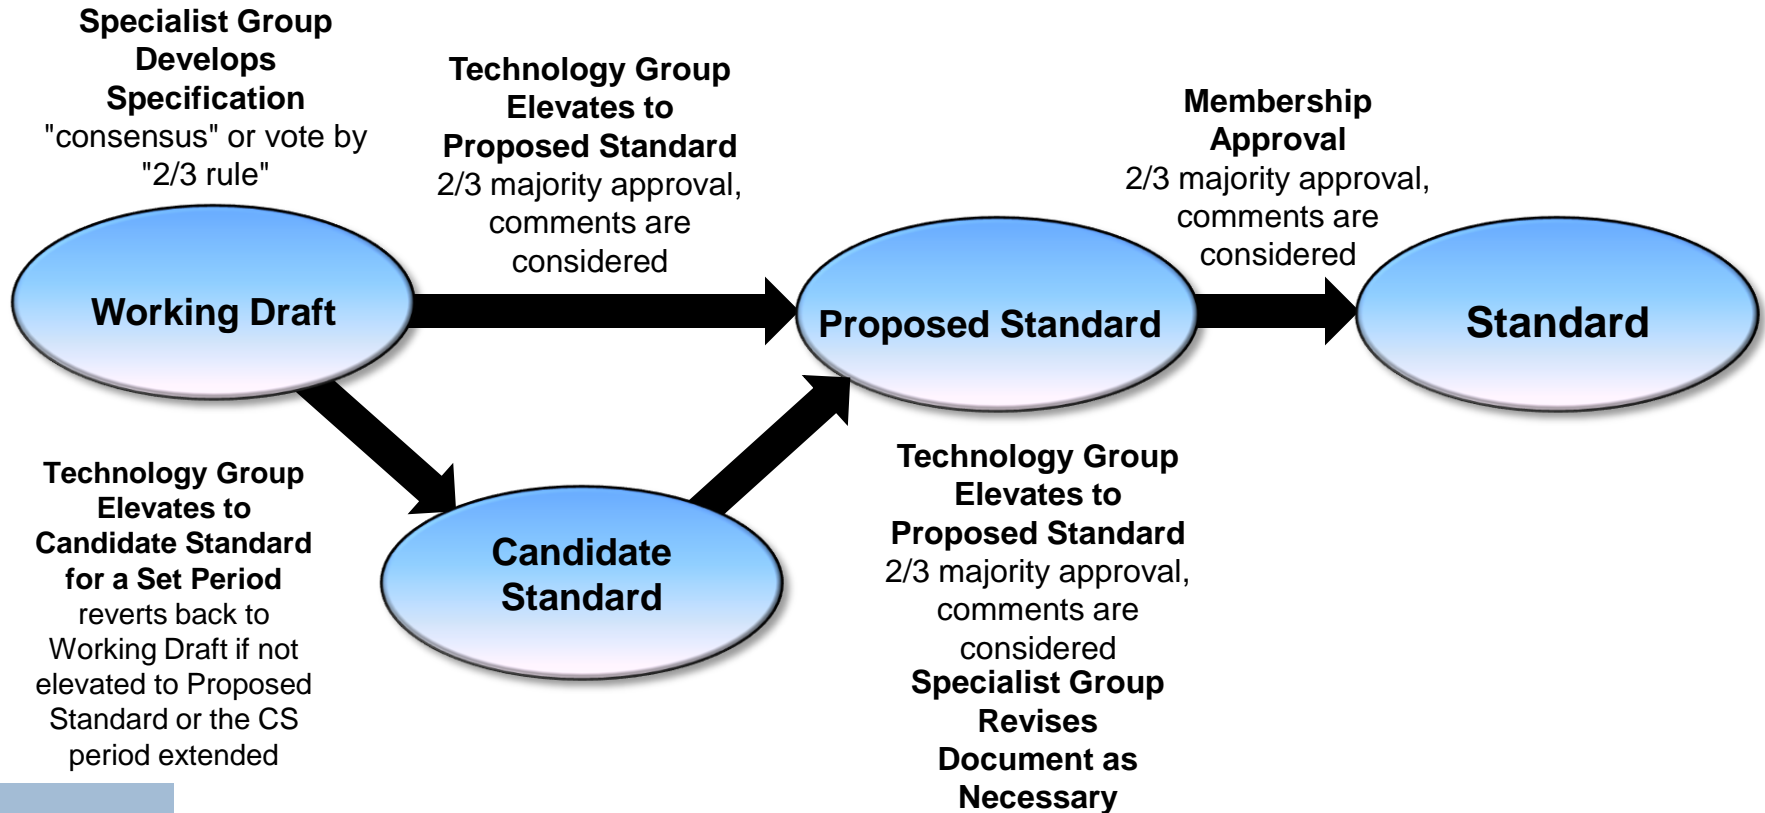 Specialist Group
Develops
Specification
"consensus" or vote by
"2/3 rule"
Technology Group
Elevates to
Proposed Standard
2/3 majority approval,
comments are
considered
Membership
Approval
2/3 majority approval,
comments are
considered
Working Draft
Proposed Standard
Standard
Technology Group
Elevates to
Candidate Standard
for a Set Period
reverts back to
Working Draft if not
elevated to Proposed
Standard or the CS
period extended
Candidate
Standard
Technology Group
Elevates to
Proposed Standard
2/3 majority approval,
comments are
considered
Specialist Group
Revises
Document as
Necessary